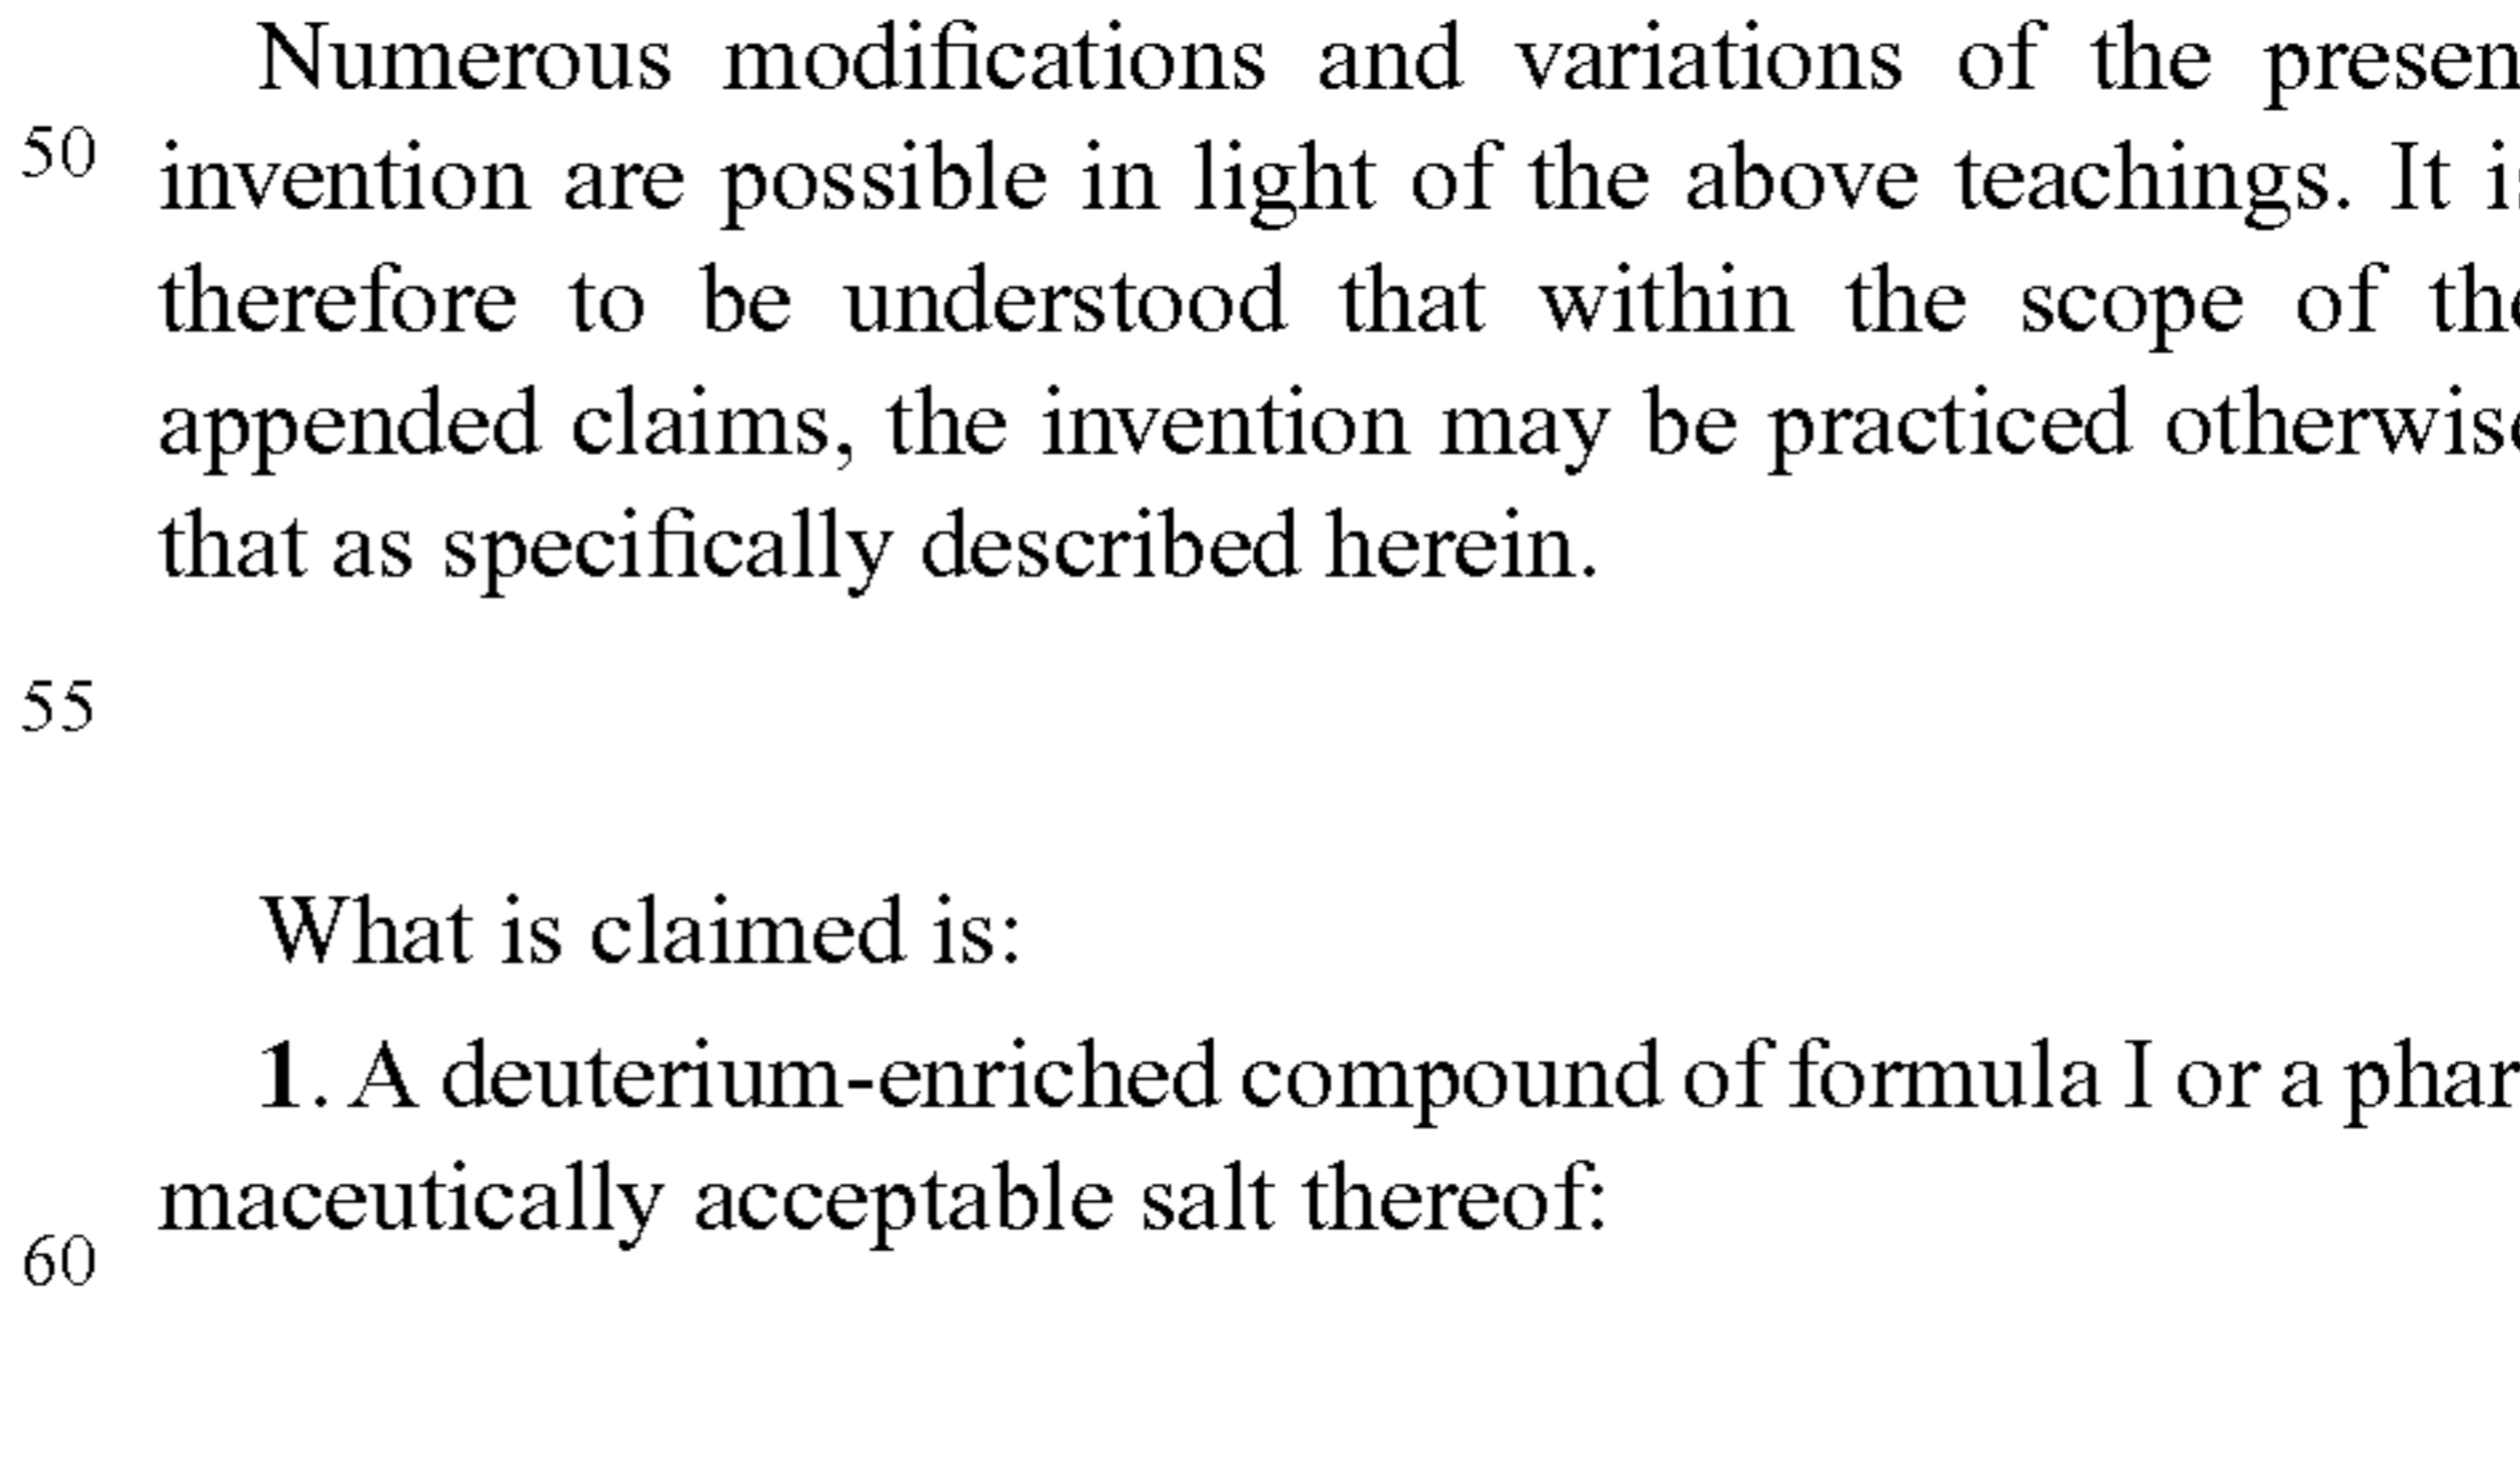 Numerous modifications and variations of the presen
50 invention are possible in light of the above teachings. It is
therefore to be understood that within the scope of the
appended claims, the invention may be practiced otherwise
that as specifically described herein.
55
What is claimed is:
1. A deuterium-enriched compound of formula I or a phar
maceutically acceptable salt thereof:
60